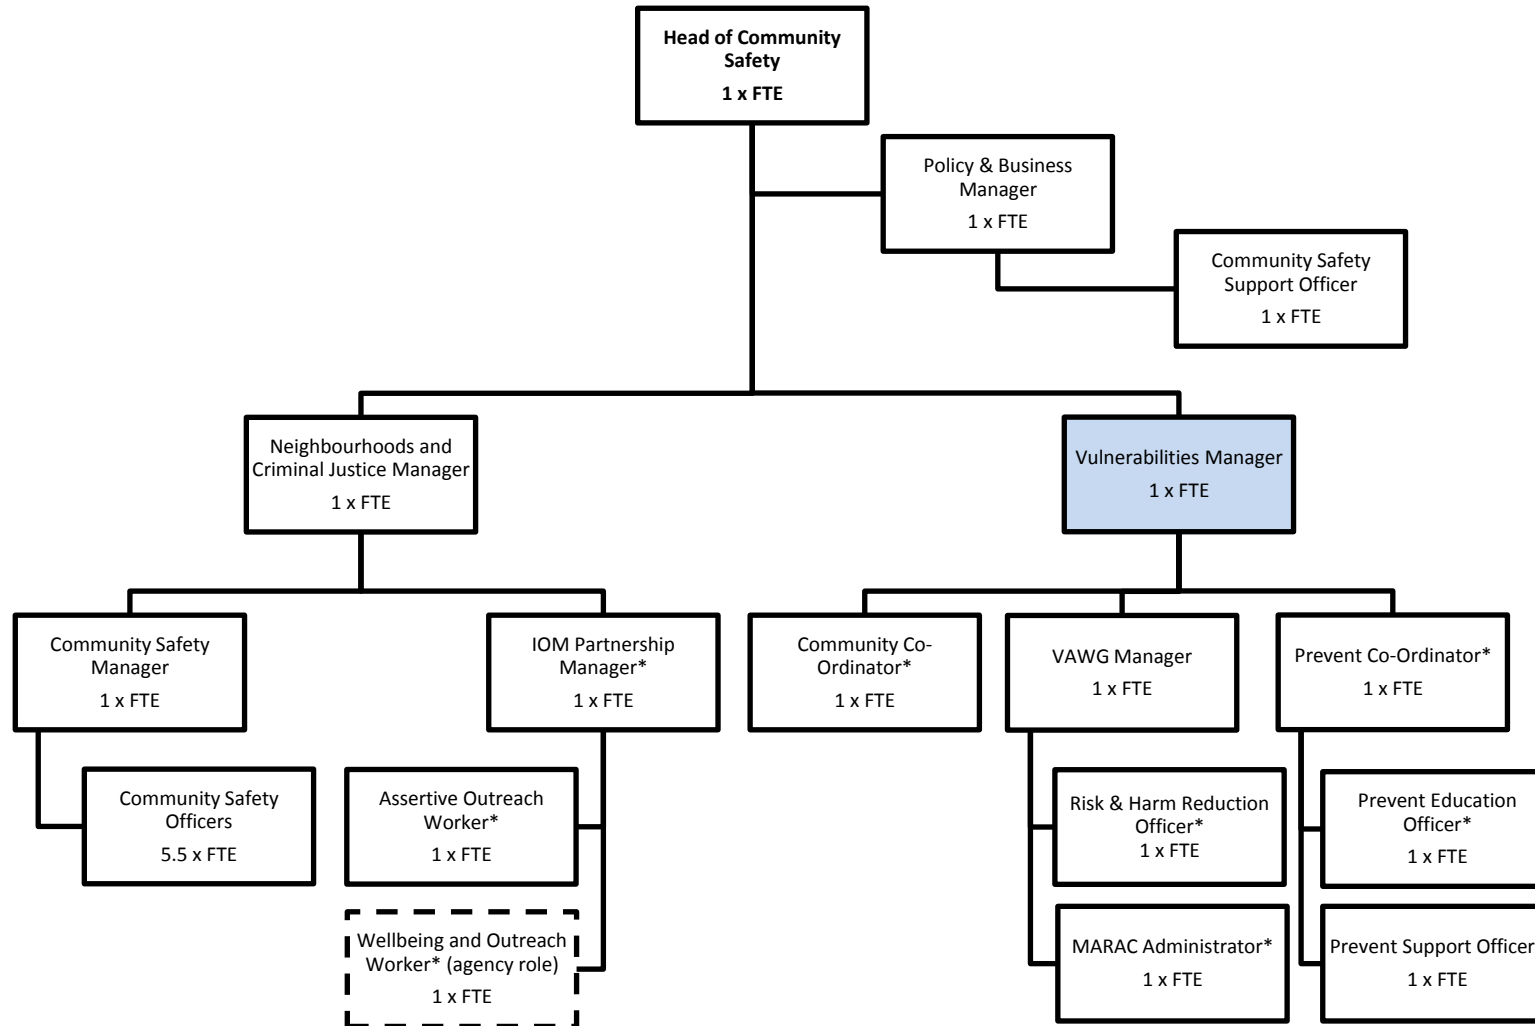 Head of Community
Safety
1 x FTE
Policy & Business
Manager
1 x FTE
Community Safety
Support Officer
1 x FTE
Neighbourhoods and
Criminal Justice Manager
1 x FTE
Vulnerabilities Manager
1 x FTE
Community Safety
Manager
1 x FTE
IOM Partnership
Manager*
1 x FTE
Community Co-
Ordinator*
1 x FTE
VAWG Manager
1 x FTE
Prevent Co-Ordinator*
1 x FTE
Community Safety
Officers
5.5 x FTE
Assertive Outreach
Worker*
1 x FTE
Risk & Harm Reduction
Officer*
1 x FTE
Prevent Education
Officer*
1 x FTE
Wellbeing and Outreach
Worker* (agency role)
1 x FTE
MARAC Administrator*
1 x FTE
Prevent Support Officer
1 x FTE